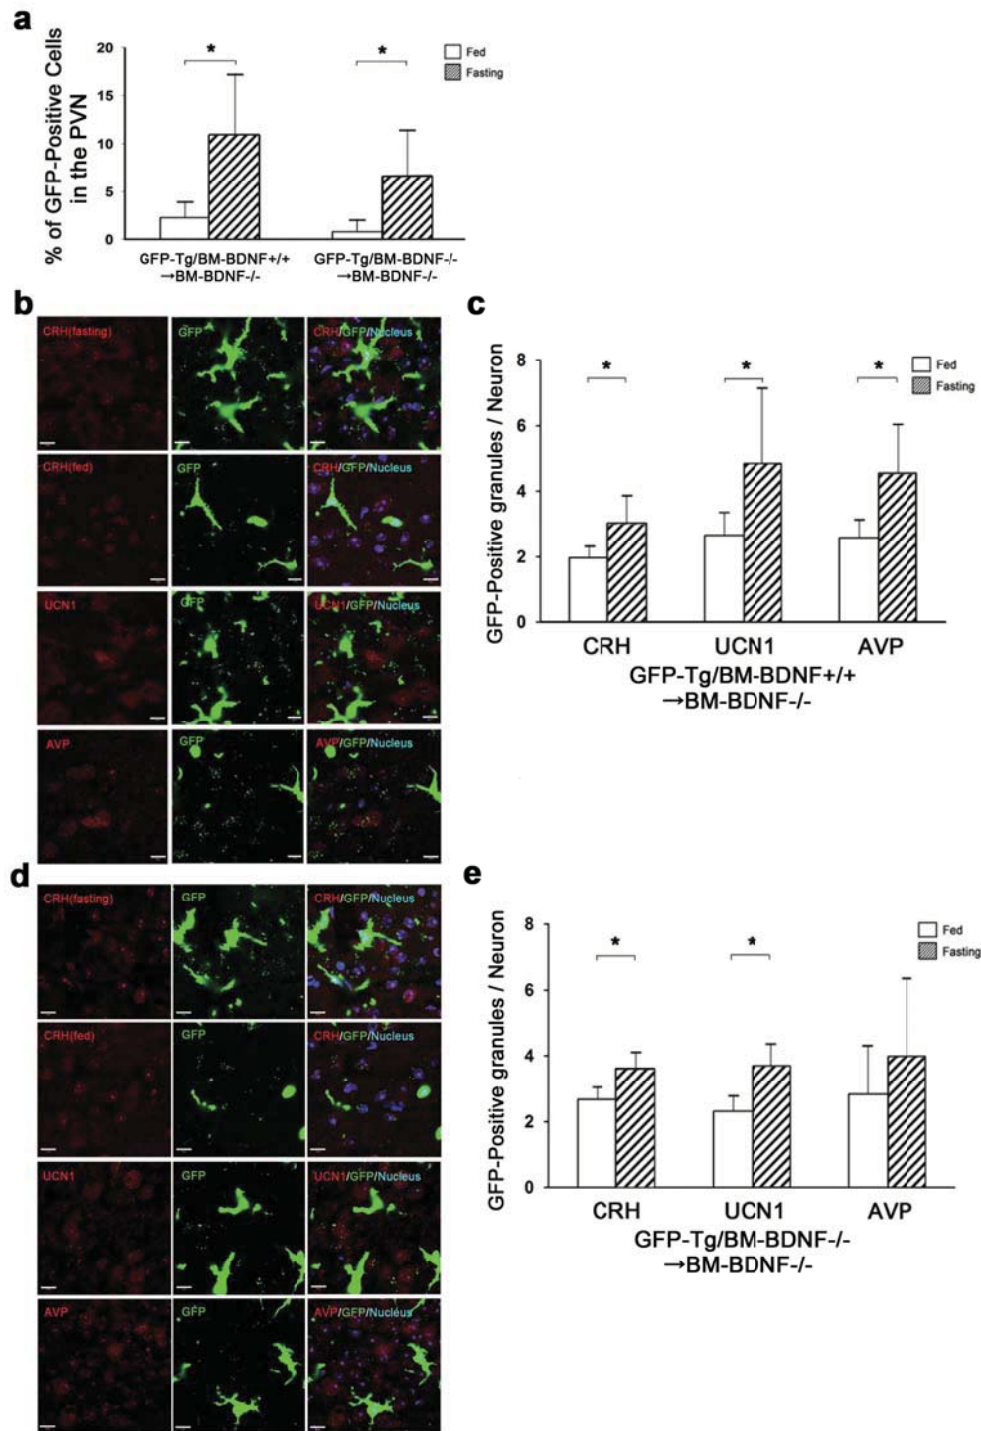 a
% of GFP-Positive Cells
in the PVN
20
15
10
5
0
*
*
Fed
Fasting
GFP-Tg/BM-BDNF+/+
→BM-BDNF-/-
GFP-Tg/BM-BDNF-/-
→BM-BDNF-/-
b
CRH(fasting)
GFP
CRH/GFP/Nucleus
CRH(fed)
GFP
CRH/GFP/Nucleus
UCN1
GFP
UCN1/GFP/Nucleus
AVP
GFP
AVP/GFP/Nucleus
c
GFP-Positive granules / Neuron
8
6
4
2
0
*
*
*
Fed
Fasting
CRH
UCN1
AVP
GFP-Tg/BM-BDNF+/+
→BM-BDNF-/-
d
CRH(fasting)
GFP
CRH/GFP/Nucleus
CRH(fed)
GFP
CRH/GFP/Nucleus
UCN1
GFP
UCN1/GFP/Nucleus
AVP
GFP
AVP/GFP/Nucleus
e
GFP-Positive granules / Neuron
8
6
4
2
0
*
*
Fed
Fasting
CRH
UCN1
AVP
GFP-Tg/BM-BDNF-/-
→BM-BDNF-/-